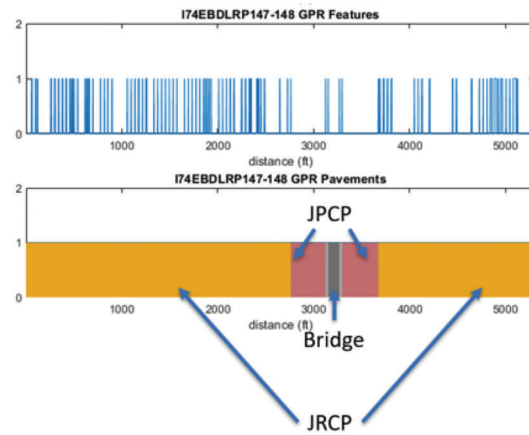 I74EBDLRP147-148 GPR Features
2
1
0
1000 2000 3000 4000 5000
distance (ft)
I74EBDLRP147-148 GPR Pavements
2
JPCP
1
0
1000 2000 3000 4000 5000
distance (ft)
Bridge
JRCP